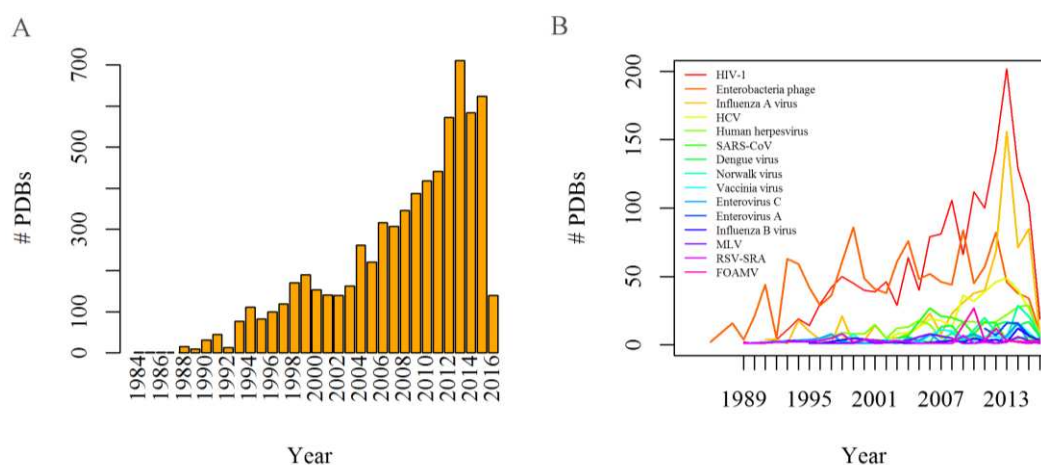 A
# PDBs
0
100
300
500
700
1984
1986
1988
1990
1992
1994
1996
1998
2000
2002
2004
2006
2008
2010
2012
2014
2016
Year
B
# PDBs
0
50
100
150
200
HIV-1
Enterobacteria phage
Influenza A virus
HCV
Human herpesvirus
SARS-CoV
Dengue virus
Norwalk virus
Vaccinia virus
Enterovirus C
Enterovirus A
Influenza B virus
MLV
RSV-SRA
FOAMV
1989
1995
2001
2007
2013
Year